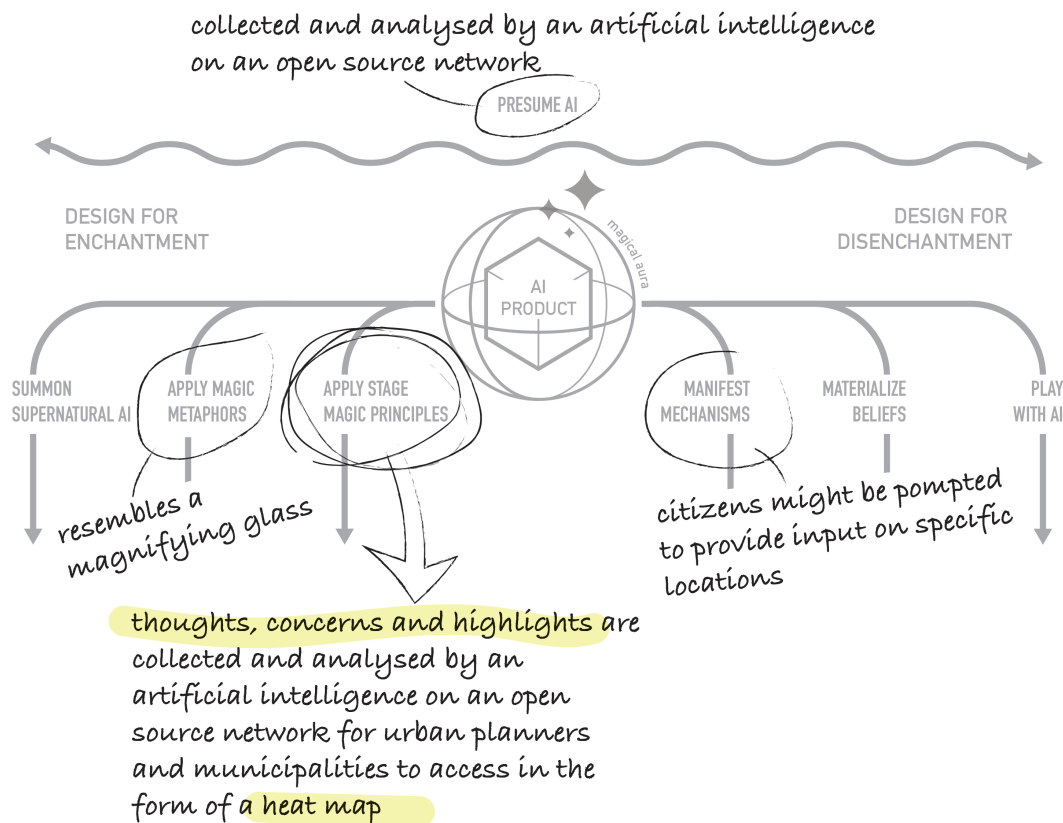 collected and analysed by an artificial intelligence
on an open source network
PRESUME AI
DESIGN FOR
ENCHANTMENT
magical aura
AI
PRODUCT
DESIGN FOR
DISENCHANTMENT
SUMMON
SUPERNATURAL AI
APPLY MAGIC
METAPHORS
APPLY STAGE
MAGIC PRINCIPLES
MANIFEST
MECHANISMS
MATERIALIZE
BELIEFS
PLAY
WITH AI
resembles a
magnifying glass
citizens might be pompted
to provide input on specific
locations
thoughts, concerns and highlights are
collected and analysed by an
artificial intelligence on an open
source network for urban planners
and municipalities to access in the
form of a heat map